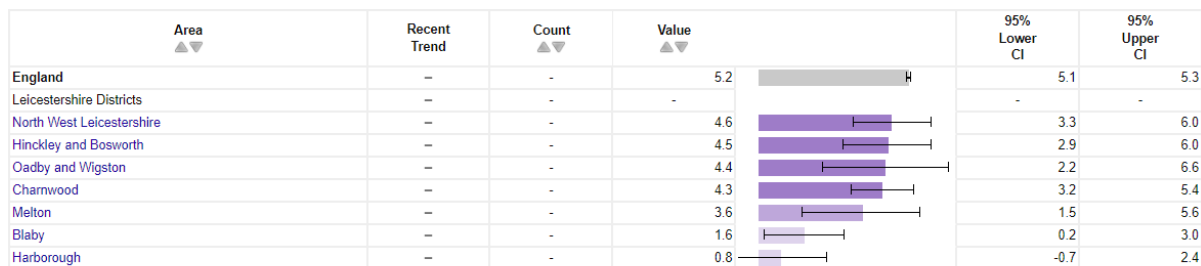 Area Recent Trend Count Value 95% Lower CI 95% Upper CI
England – - 5.2 5.1 5.3
Leicestershire Districts – - - - -
North West Leicestershire – - 4.6 3.3 6.0
Hinckley and Bosworth – - 4.5 2.9 6.0
Oadby and Wigston – - 4.4 2.2 6.6
Charnwood – - 4.3 3.2 5.4
Melton – - 3.6 1.5 5.6
Blaby – - 1.6 0.2 3.0
Harborough – - 0.8 -0.7 2.4